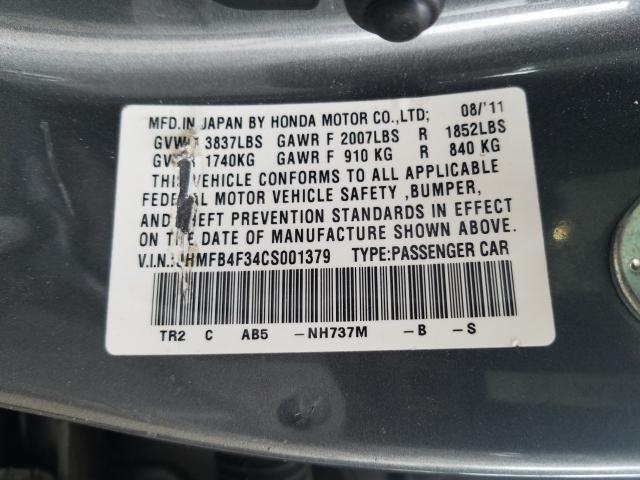 MFD.IN JAPAN BY HONDA MOTOR CO.,LTD; 08/'11
3837LBS GAWR F 2007LBS R 1852LBS
1740KG GAWR F 910 KG R 840 KG
THIS VEHICLE CONFORMS TO ALL APPLICABLE
FEDERAL MOTOR VEHICLE SAFETY ,BUMPER,
AND THEFT PREVENTION STANDARDS IN EFFECT
ON THE DATE OF MANUFACTURE SHOWN ABOVE.
V.I.N.:JHMFB4F34CS001379 TYPE:PASSENGER CAR
TR2 C AB5 -NH737M -B -S